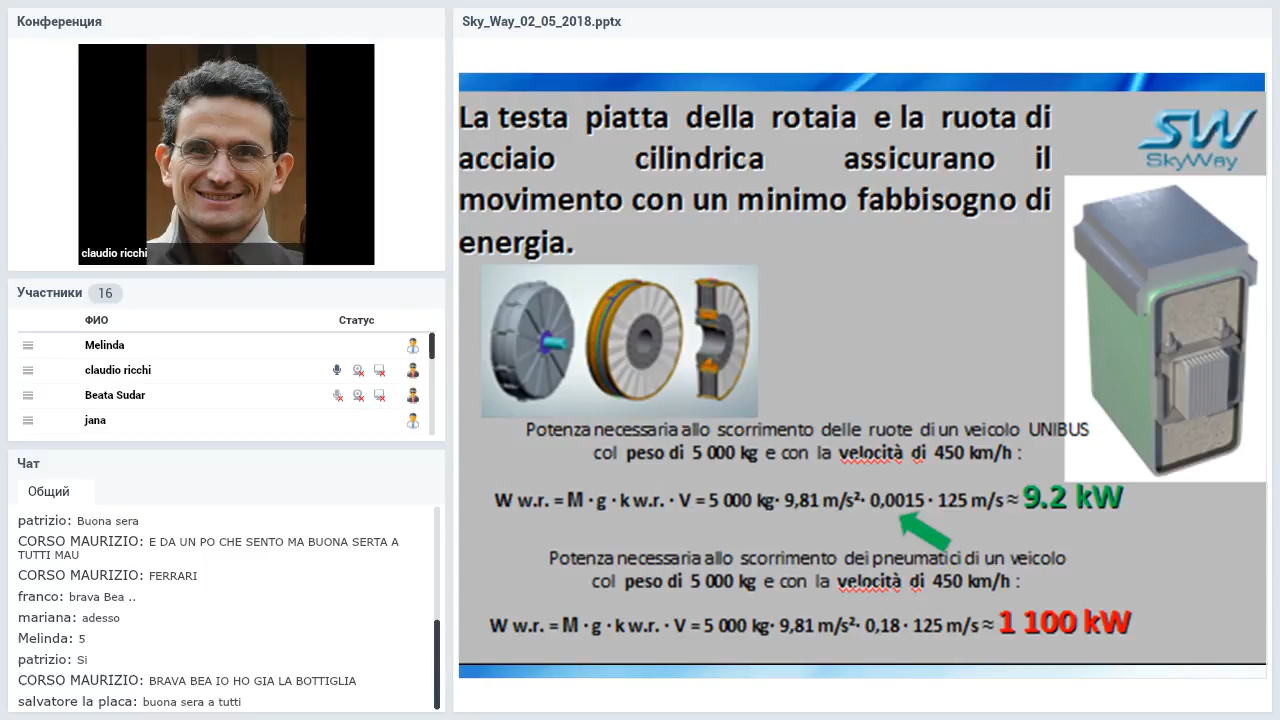 Конференция
claudio ricchi
Участники 16
ФИО Статус
Melinda
claudio ricchi
Beata Sudar
jana
Чат
Общий
patrizio: Buona sera
CORSO MAURIZIO: E DA UN PO CHE SENTO MA BUONA SERTA A
TUTTI MAU
CORSO MAURIZIO: FERRARI
franco: brava Bea ..
mariana: adesso
Melinda: 5
patrizio: Si
CORSO MAURIZIO: BRAVA BEA IO HO GIA LA BOTTIGLIA
salvatore la placa: buona sera a tutti
Sky_Way_02_05_2018.pptx
La testa piatta della rotaia e la ruota di
acciaio cilindrica assicurano il
movimento con un minimo fabbisogno di
energia.
SW
SkyWay
Potenza necessaria allo scorrimento delle ruote di un veicolo UNIBUS
col peso di 5 000 kg e con la velocità di 450 km/h :
W w.r. = M · g · k w.r. · V = 5 000 kg· 9,81 m/s²· 0,0015 · 125 m/s ≈ 9.2 kW
Potenza necessaria allo scorrimento dei pneumatici di un veicolo
col peso di 5 000 kg e con la velocità di 450 km/h :
W w.r. = M · g · k w.r. · V = 5 000 kg· 9,81 m/s²· 0,18 · 125 m/s ≈ 1 100 kW